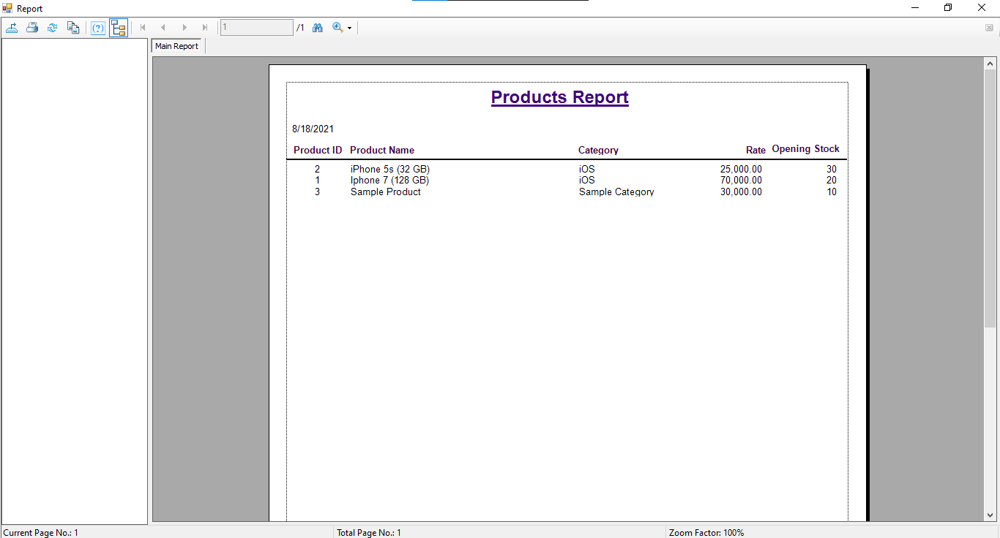 Report
1 /1
Main Report
Products Report
8/18/2021
Product ID Product Name Category Rate Opening Stock
2 iPhone 5s (32 GB) iOS 25,000.00 30
1 Iphone 7 (128 GB) iOS 70,000.00 20
3 Sample Product Sample Category 30,000.00 10
Current Page No.: 1 Total Page No.: 1 Zoom Factor: 100%